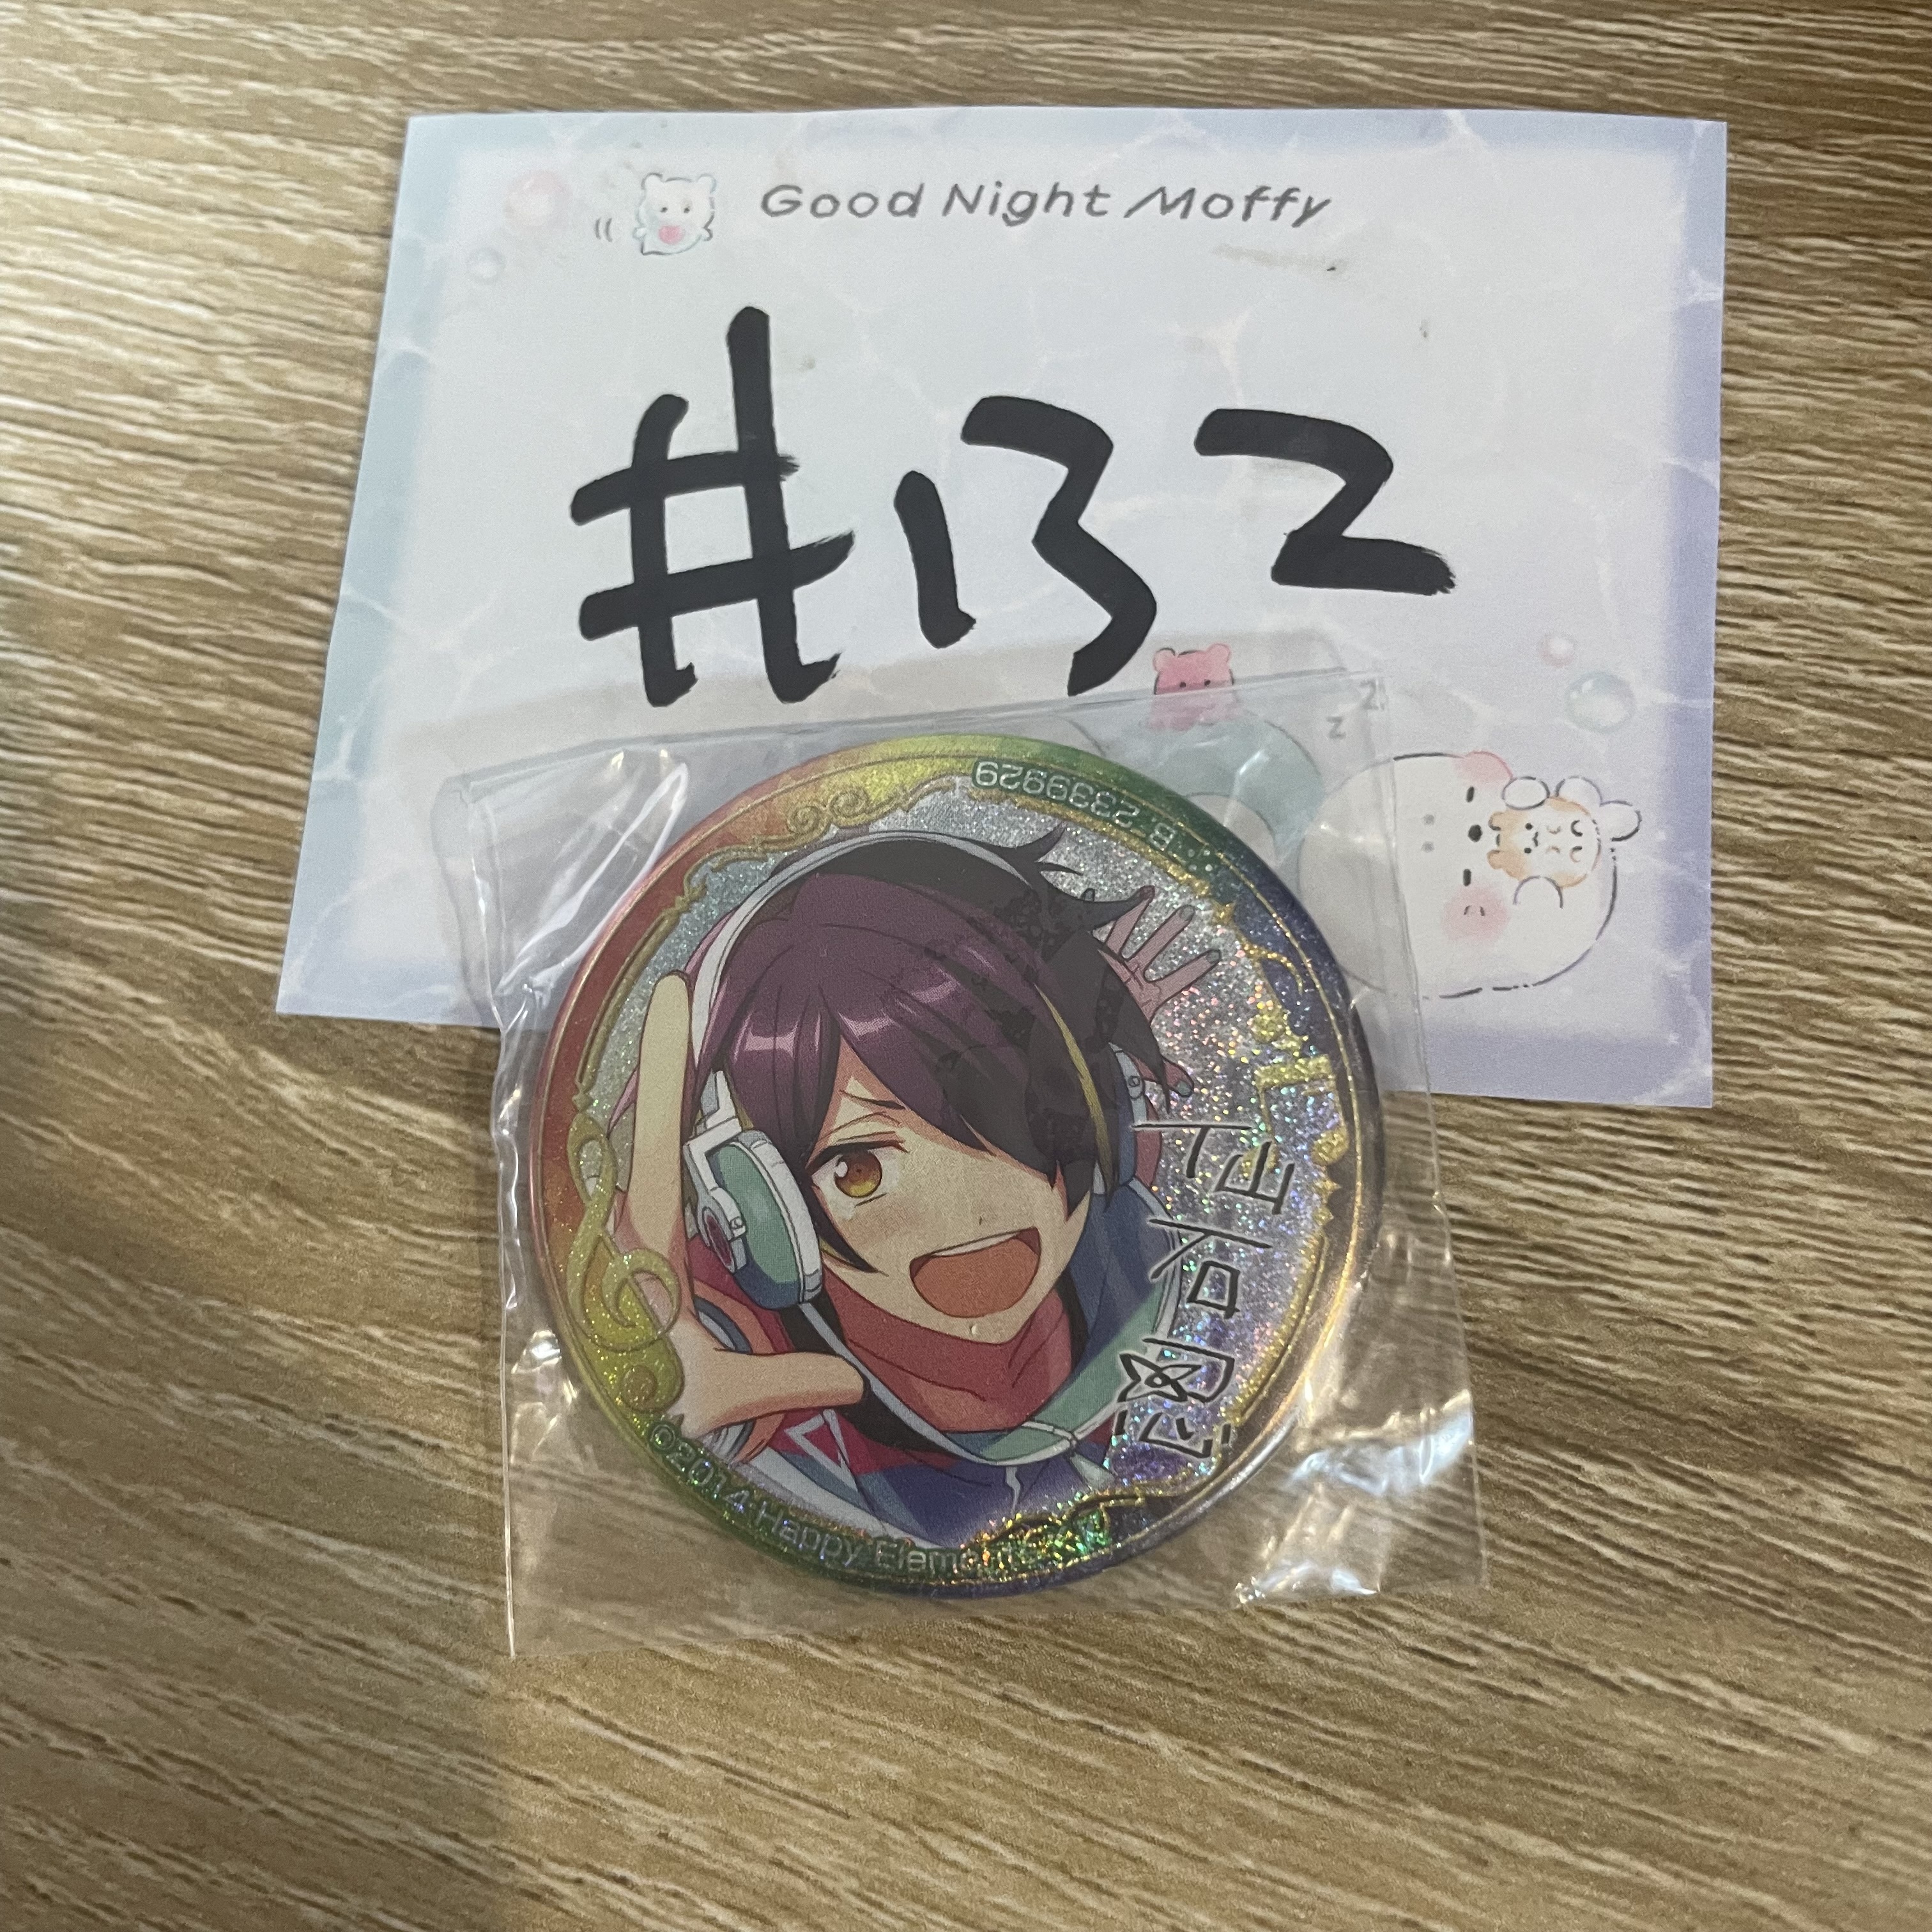 Good Night Moffy
#132
z
Z
B-2339929
仙石忍
©2014 Happy Elements K.K